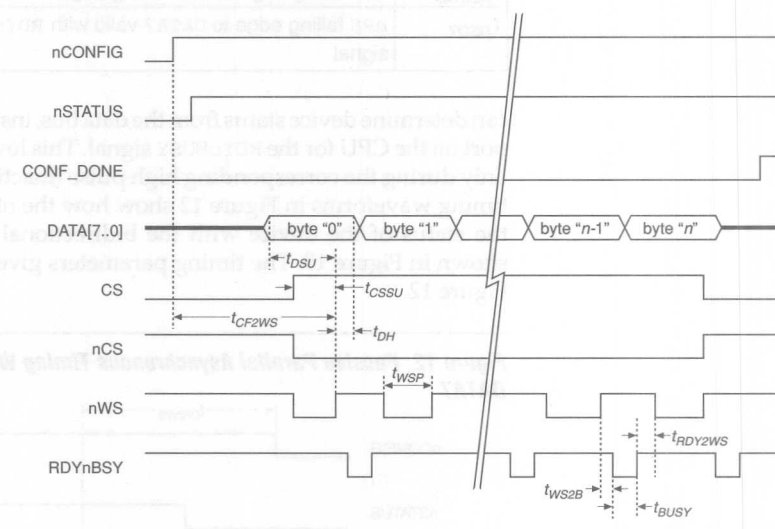 nCONFIG
nSTATUS
CONF_DONE
DATA[7..0]
byte “0”
byte “1”
byte “n-1”
byte “n”
tDSU
CS
tCSSU
tCF2WS
tDH
nCS
tWSP
nWS
tRDY2WS
RDYnBSY
tWS2B
tBUSY